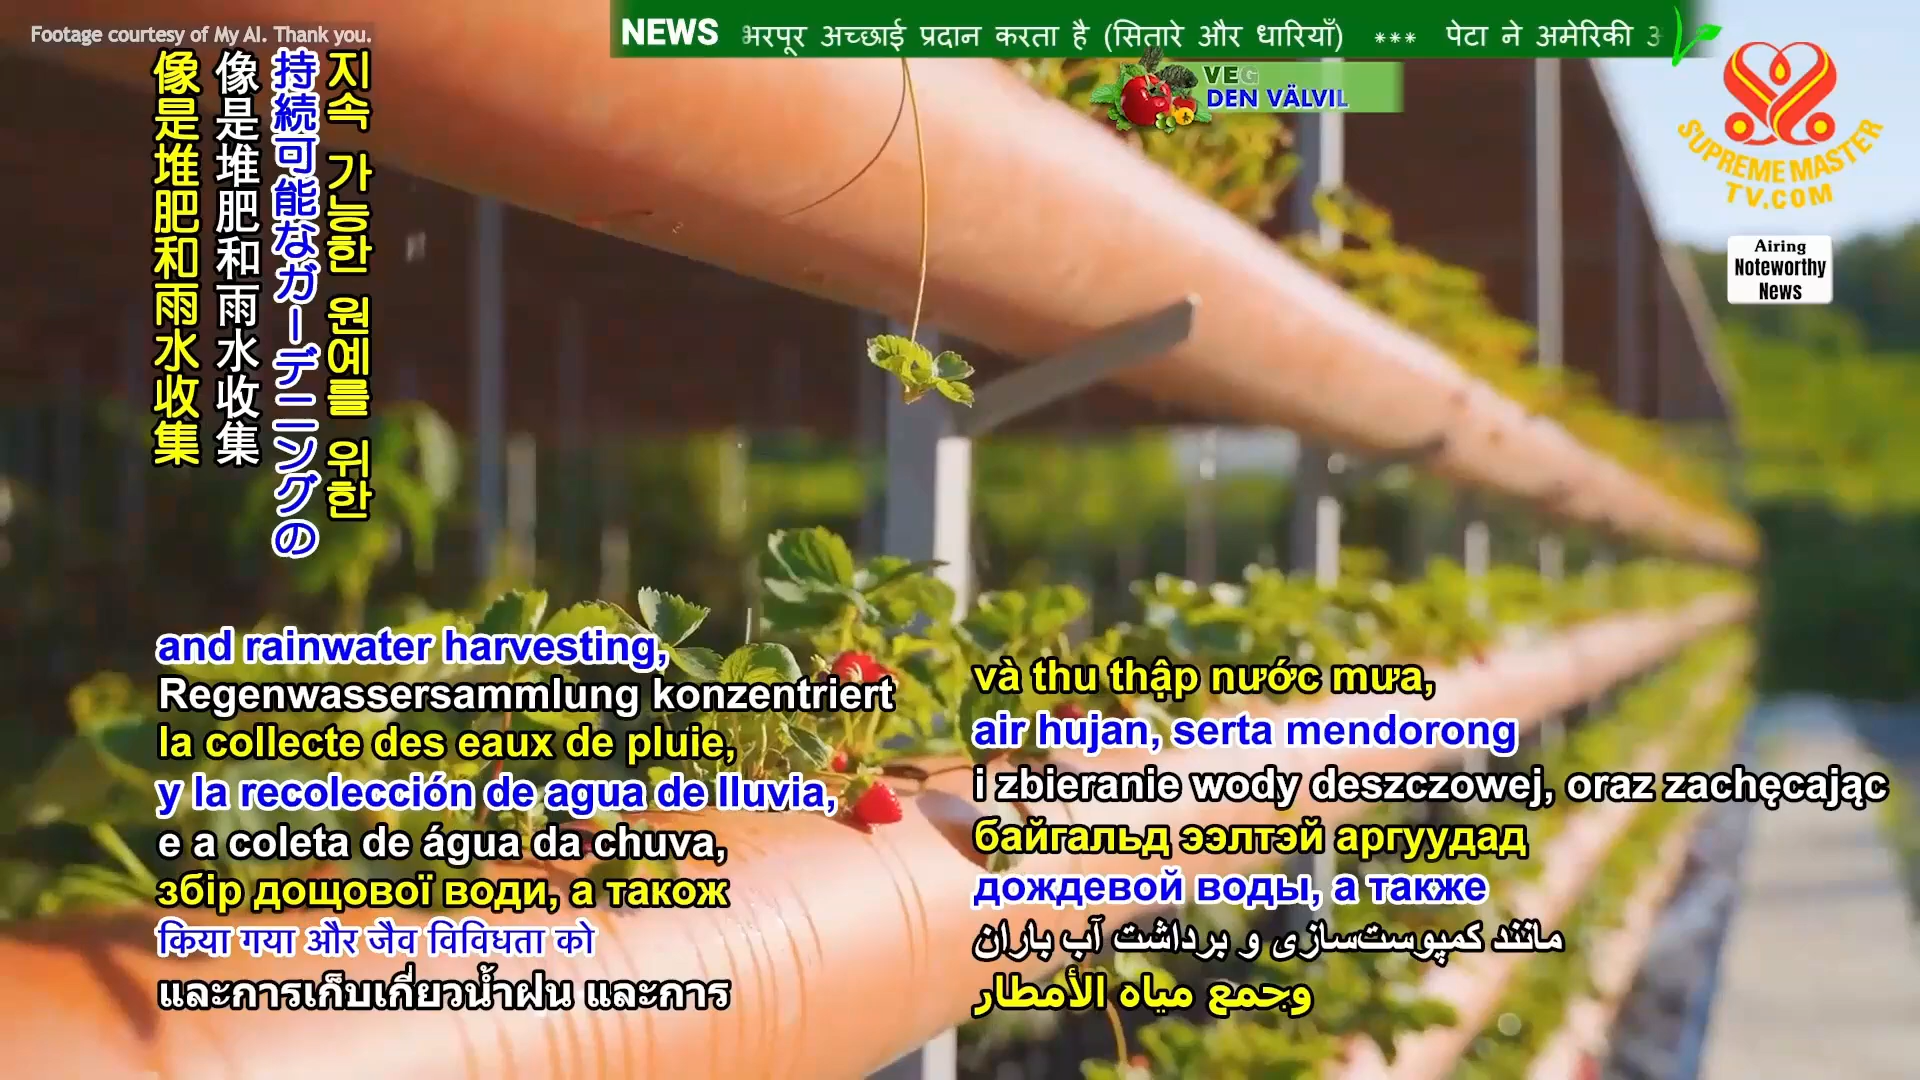 Footage courtesy of My AI. Thank you.
NEWS भरपूर अच्छाई प्रदान करता है (सितारे और धारियाँ) *** पेटा ने अमेरिकी
VEG
DEN VÄLVIL
SUPREME MASTER
TV.COM
Airing
Noteworthy
News
지속 가능한 원예를 위한
持続可能なガーデニングの
像是堆肥和雨水收集
像是堆肥和雨水收集
and rainwater harvesting,
Regenwassersammlung konzentriert
la collecte des eaux de pluie,
y la recolección de agua de lluvia,
e a coleta de água da chuva,
збір дощової води, а також
किया गया और जैव विविधता को
และการเก็บเกี่ยวน้ำฝน และการ
và thu thập nước mưa,
air hujan, serta mendorong
i zbieranie wody deszczowej, oraz zachęcając
байгальд ээлтэй аргуудад
дождевой воды, а также
مانند کمپوست‌سازی و برداشت آب باران
وجمع مياه الأمطار